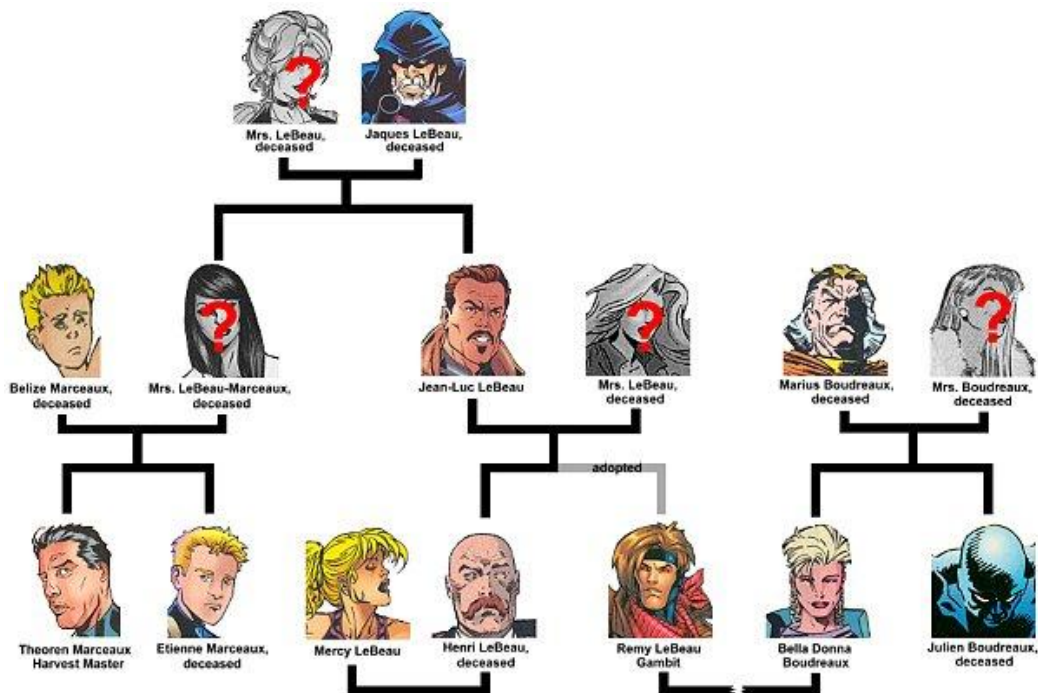 ?
Mrs. LeBeau,
deceased
Jaques LeBeau,
deceased
?
?
?
Belize Marceaux,
deceased
Mrs. LeBeau-Marceaux,
deceased
Jean-Luc LeBeau
Mrs. LeBeau,
deceased
Marius Boudreaux,
deceased
Mrs. Boudreaux,
deceased
adopted
Theoren Marceaux
Harvest Master
Etienne Marceaux,
deceased
Mercy LeBeau
Henri LeBeau,
deceased
Remy LeBeau
Gambit
Bella Donna
Boudreaux
Julien Boudreaux,
deceased